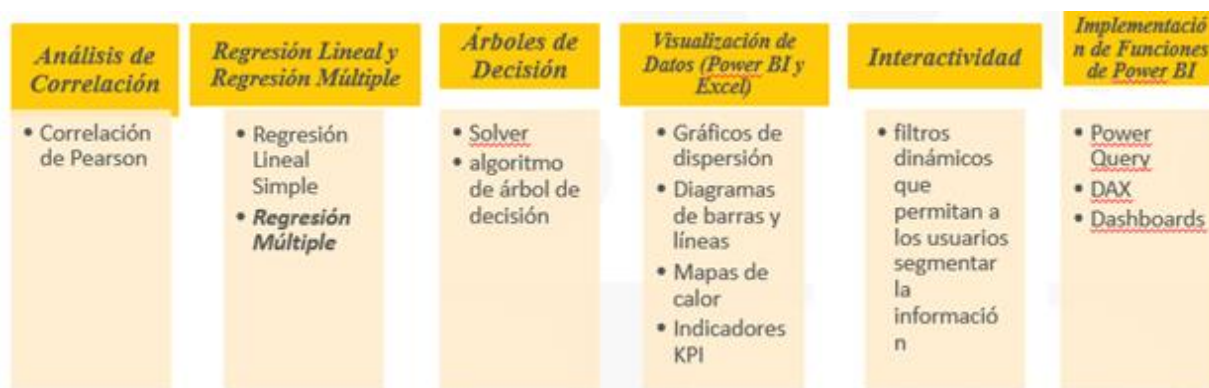 Análisis de
Correlación
• Correlación
de Pearson
Regresión Lineal y
Regresión Múltiple
• Regresión
Lineal
Simple
• Regresión
Múltiple
Árboles de
Decisión
• Solver
• algoritmo
de árbol de
decisión
Visualización de
Datos (Power BI y
Excel)
• Gráficos de
dispersión
• Diagramas
de barras y
líneas
• Mapas de
calor
• Indicadores
KPI
Interactividad
• filtros
dinámicos
que
permitan a
los usuarios
segmentar
la
informació
n
Implementació
n de Funciones
de Power BI
• Power
Query
• DAX
• Dashboards